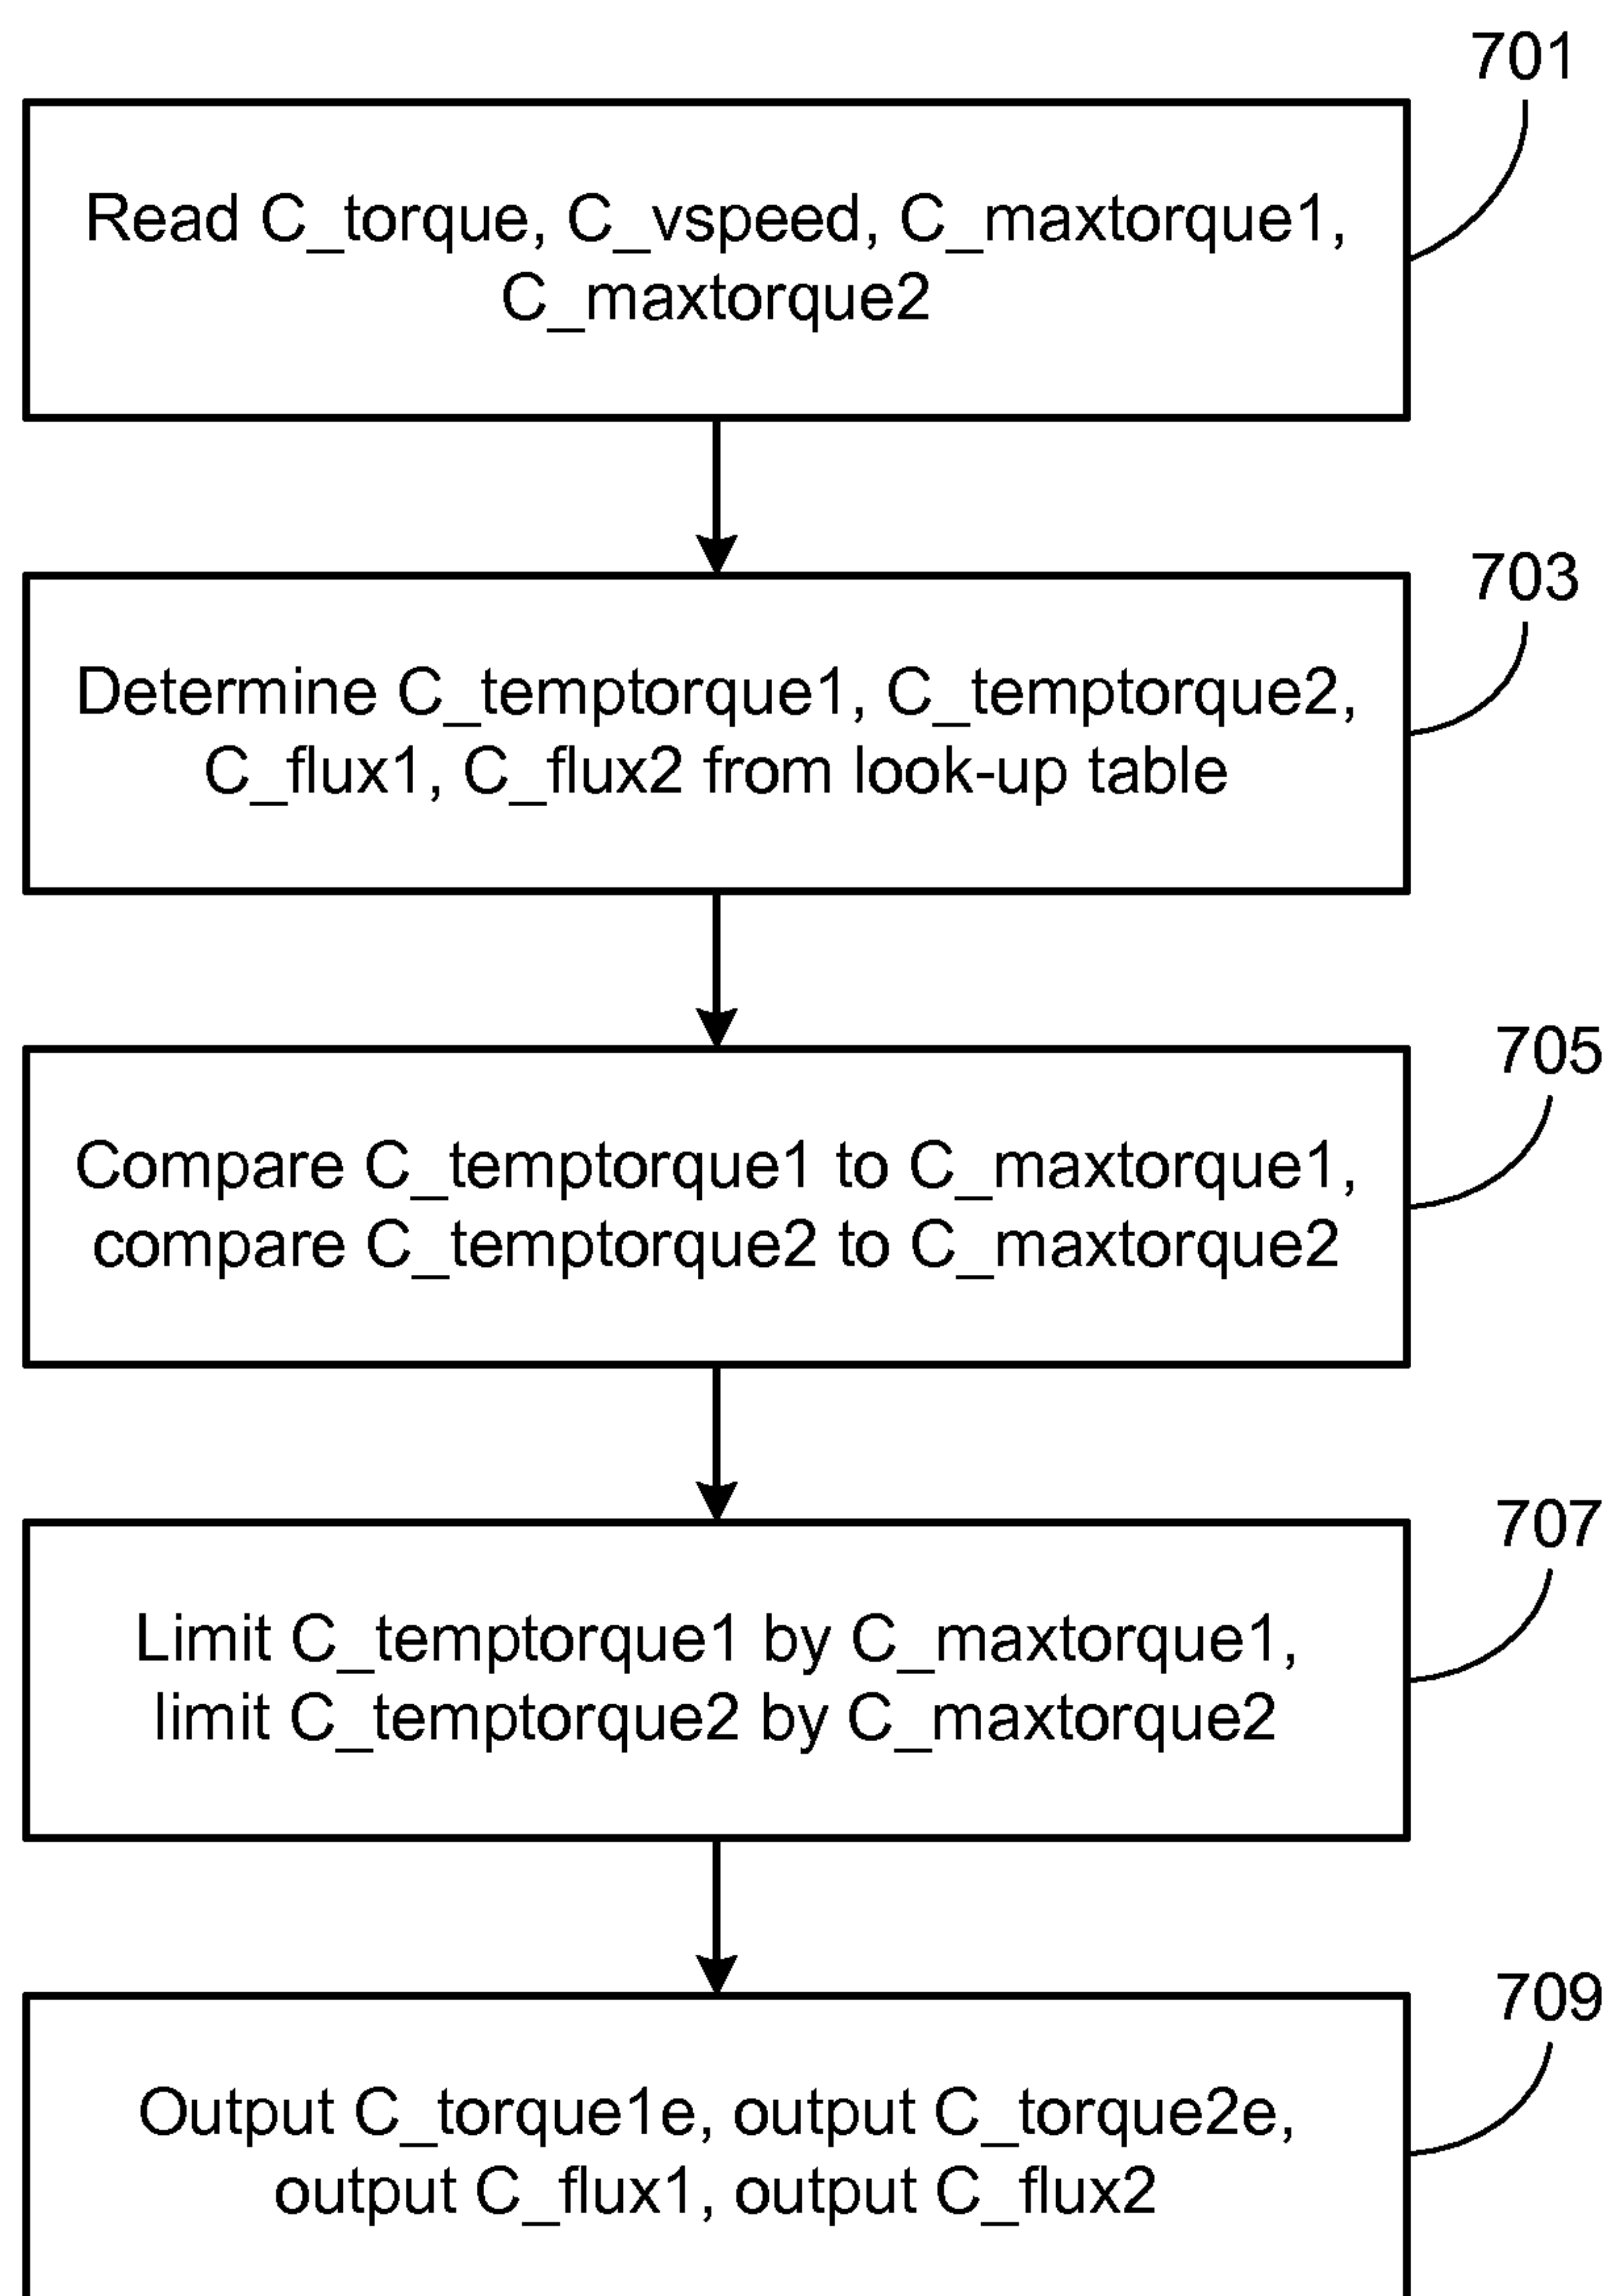 701
Read C_torque, C_vspeed, C_maxtorque1,
C_maxtorque2
703
Determine C_temptorque1, C_temptorque2,
C_flux1, C_flux2 from look-up table
705
Compare C_temptorque1 to C_maxtorque1,
compare C_temptorque2 to C_maxtorque2
707
Limit C_temptorque1 by C_maxtorque1,
limit C_temptorque2 by C_maxtorque2
709
Output C_torque1e, output C_torque2e,
output C_flux1, output C_flux2